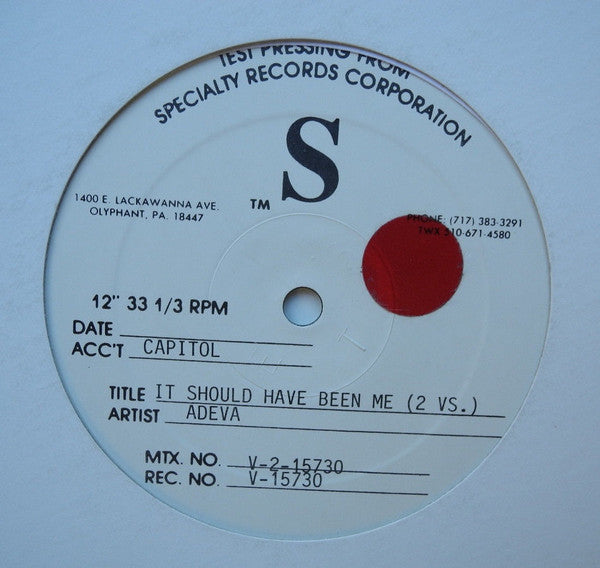 TEST PRESSING FROM
SPECIALTY RECORDS CORPORATION
S
TM
1400 E. LACKAWANNA AVE.
OLYPHANT, PA. 18447
PHONE: (717) 383-3291
TWX 510-671-4580
12" 33 1/3 RPM
DATE
ACC'T CAPITOL
TITLE IT SHOULD HAVE BEEN ME (2 VS.)
ARTIST ADEVA
MTX. NO. V-2-15730
REC. NO. V-15730